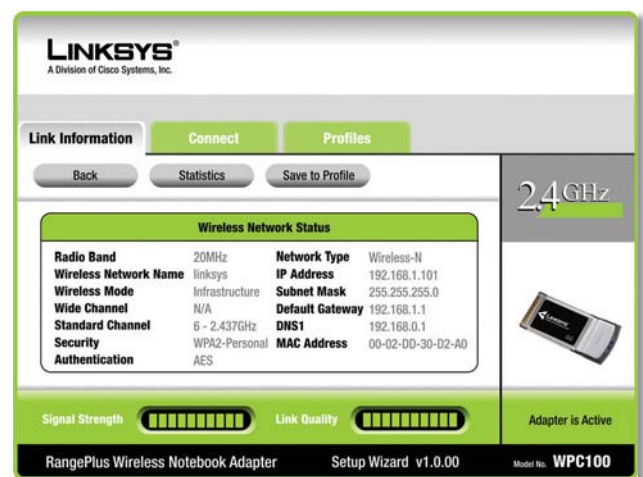 LINKSYS®
A Division of Cisco Systems, Inc.
Link Information Connect Profiles
Back Statistics Save to Profile
2.4GHz
Wireless Network Status
Radio Band 20MHz Network Type Wireless-N
Wireless Network Name linksys IP Address 192.168.1.101
Wireless Mode Infrastructure Subnet Mask 255.255.255.0
Wide Channel N/A Default Gateway 192.168.1.1
Standard Channel 6 - 2.437GHz DNS1 192.168.0.1
Security WPA2-Personal MAC Address 00-02-DD-30-D2-A0
Authentication AES
LINKSYS
Signal Strength Link Quality Adapter is Active
RangePlus Wireless Notebook Adapter Setup Wizard v1.0.00 Model No. WPC100